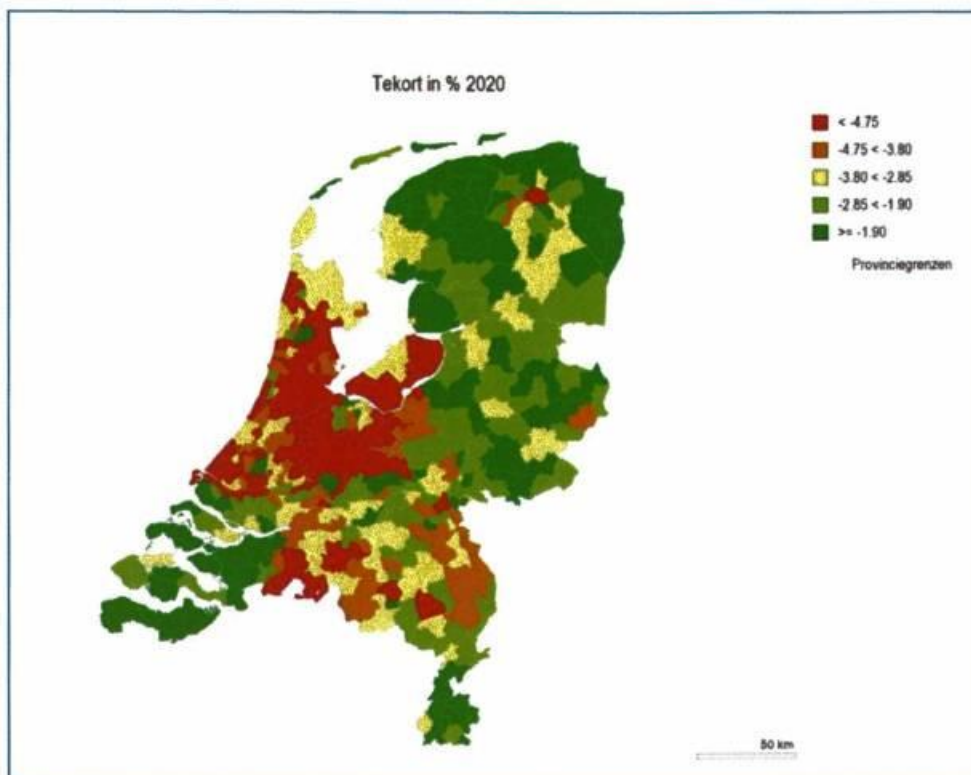 Tekort in % 2020
< -4.75
-4.75 < -3.80
-3.80 < -2.85
-2.85 < -1.90
>= -1.90
Provinciegrenzen
50 km